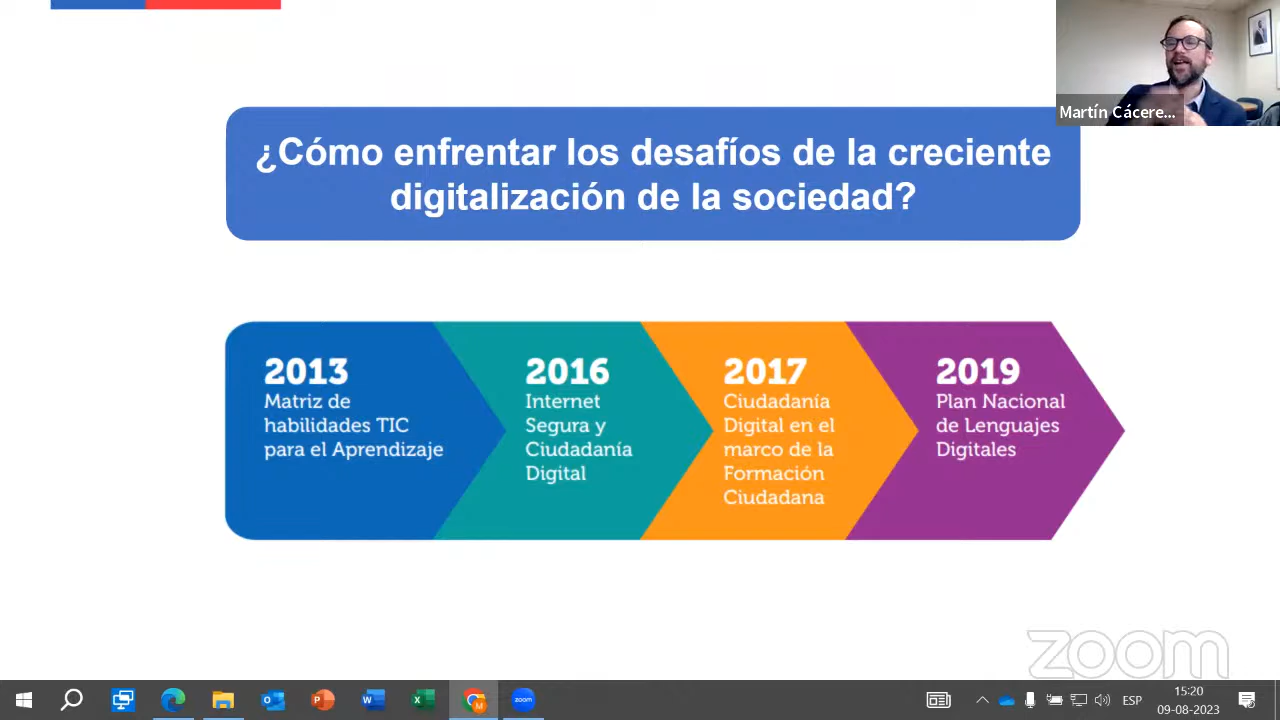 Martín Cácere...
¿Cómo enfrentar los desafíos de la creciente
digitalización de la sociedad?
2013
Matriz de
habilidades TIC
para el Aprendizaje
2016
Internet
Segura y
Ciudadanía
Digital
2017
Ciudadanía
Digital en el
marco de la
Formación
Ciudadana
2019
Plan Nacional
de Lenguajes
Digitales
zoom
zoom
ESP
15:20
09-08-2023